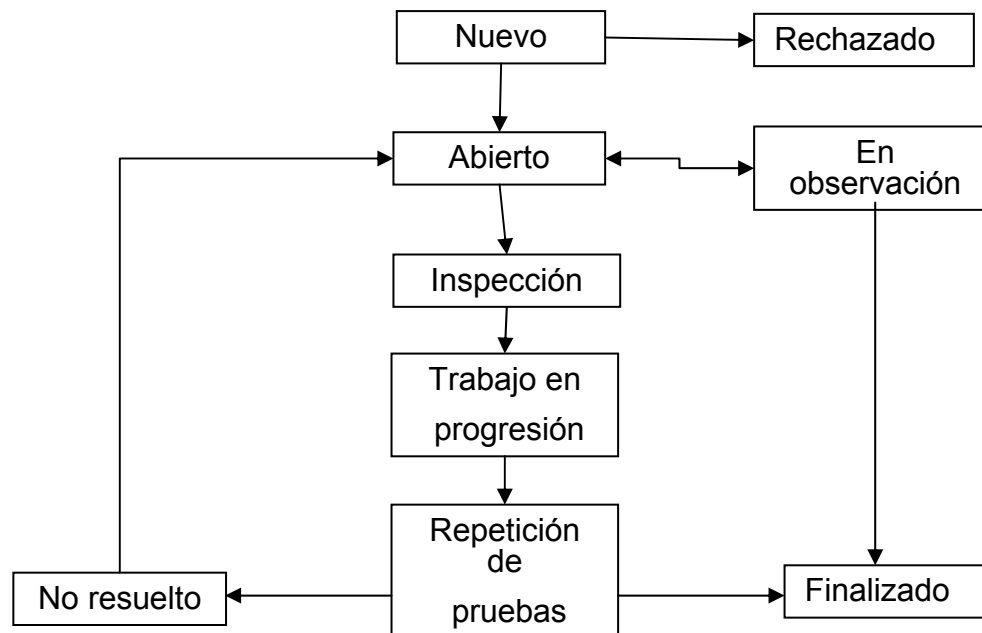 Nuevo
Rechazado
Abierto
En
observación
Inspección
Trabajo en
progresión
Repetición
de
pruebas
No resuelto
Finalizado